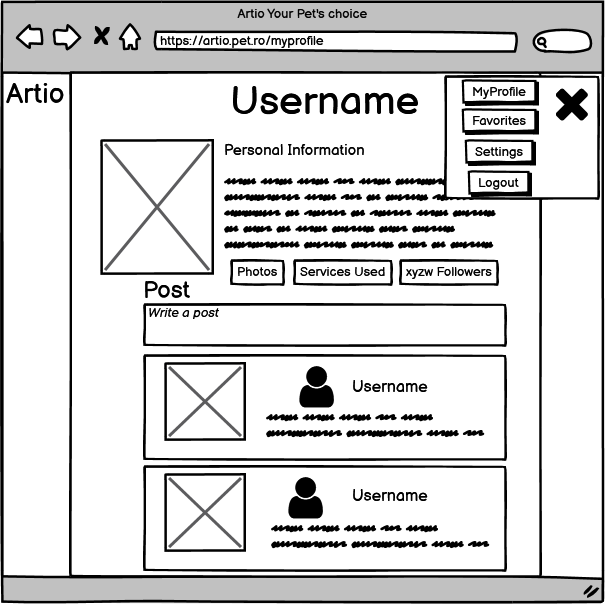 Artio Your Pet's choice
https://artio.pet.ro/myprofile
Artio
Username
MyProfile
Favorites
Settings
Logout
Personal Information
Photos
Services Used
xyzw Followers
Post
Write a post
Username
Username